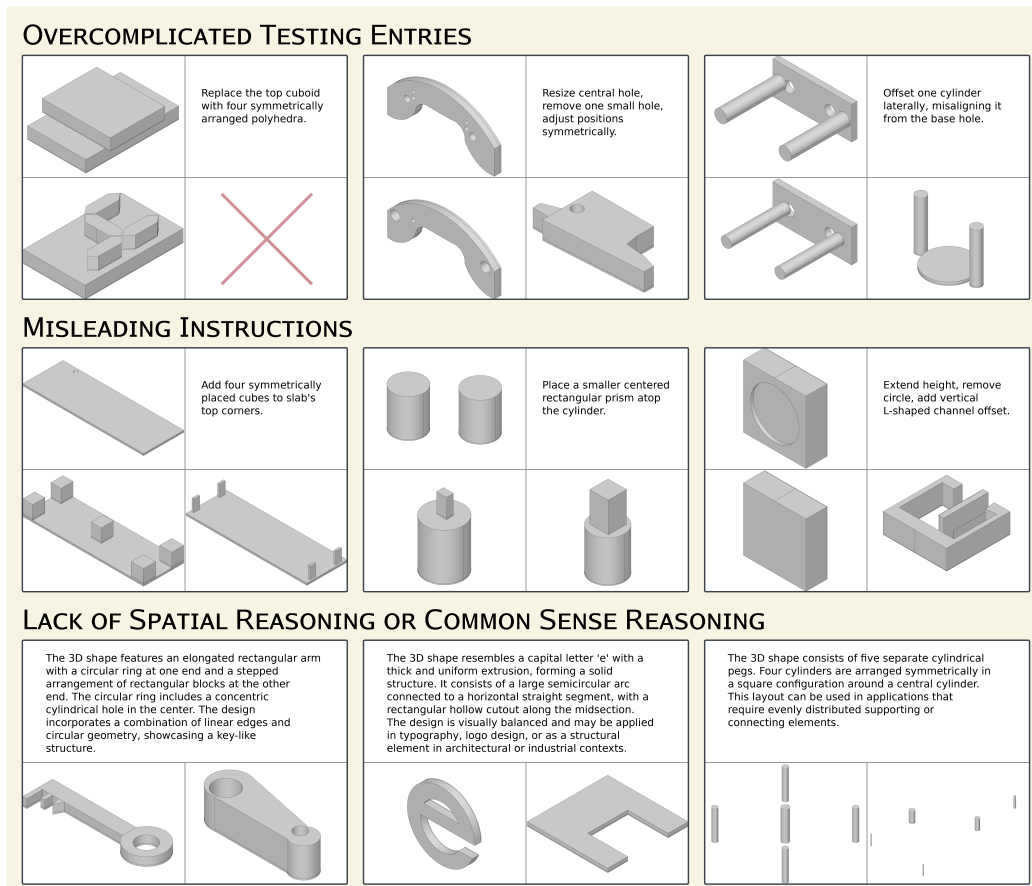 Overcomplicated Testing Entries
Replace the top cuboid
with four symmetrically
arranged polyhedra.
Resize central hole,
remove one small hole,
adjust positions
symmetrically.
Offset one cylinder
laterally, misaligning it
from the base hole.
Misleading Instructions
Add four symmetrically
placed cubes to slab's
top corners.
Place a smaller centered
rectangular prism atop
the cylinder.
Extend height, remove
circle, add vertical
L-shaped channel offset.
Lack of Spatial Reasoning or Common Sense Reasoning
The 3D shape features an elongated rectangular arm
with a circular ring at one end and a stepped
arrangement of rectangular blocks at the other
end. The circular ring includes a concentric
cylindrical hole in the center. The design
incorporates a combination of linear edges and
circular geometry, showcasing a key-like
structure.
The 3D shape resembles a capital letter 'e' with a
thick and uniform extrusion, forming a solid
structure. It consists of a large semicircular arc
connected to a horizontal straight segment, with a
rectangular hollow cutout along the midsection.
The design is visually balanced and may be applied
in typography, logo design, or as a structural
element in architectural or industrial contexts.
The 3D shape consists of five separate cylindrical
pegs. Four cylinders are arranged symmetrically in
a square configuration around a central cylinder.
This layout can be used in applications that
require evenly distributed supporting or
connecting elements.